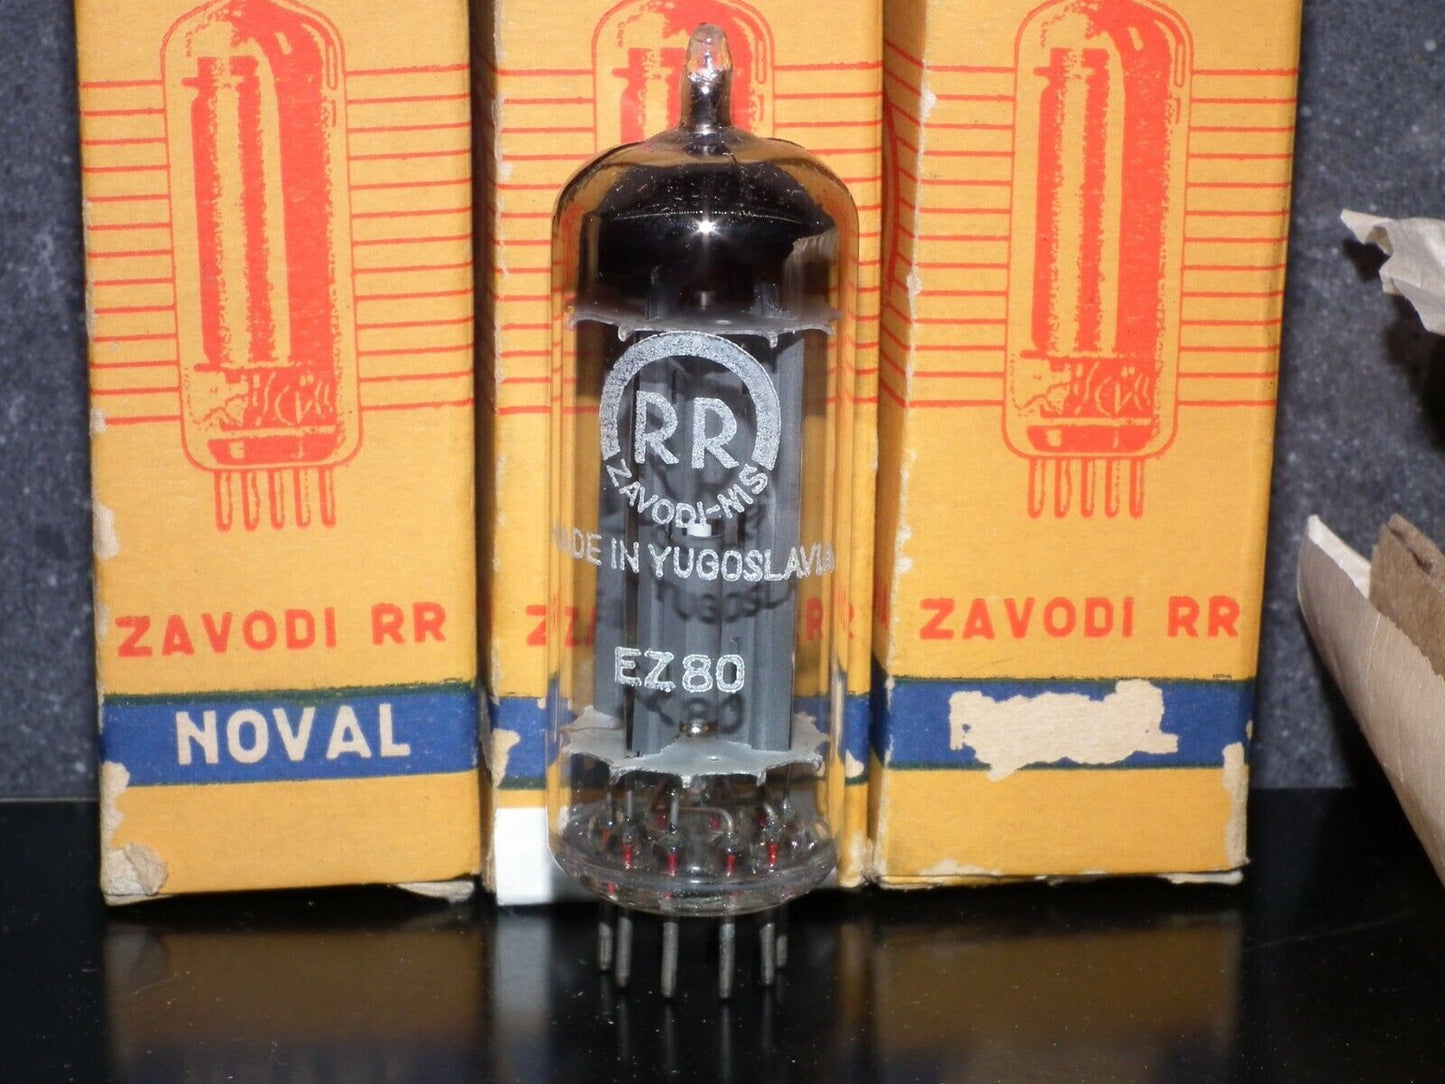 RR
ZAVODI-NIS
MADE IN YUGOSLAVIA
EZ80
ZAVODI RR
NOVAL
ZAVODI RR